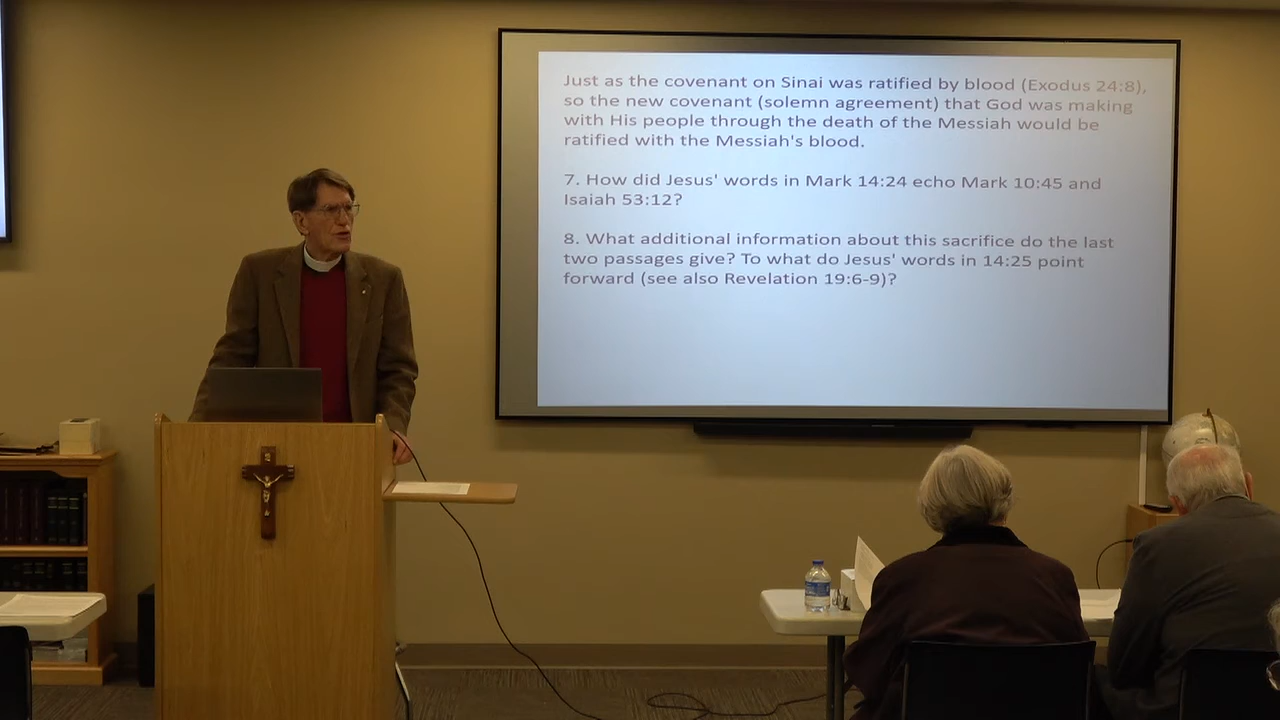 Just as the covenant on Sinai was ratified by blood (Exodus 24:8),
so the new covenant (solemn agreement) that God was making
with His people through the death of the Messiah would be
ratified with the Messiah's blood.
7. How did Jesus' words in Mark 14:24 echo Mark 10:45 and
Isaiah 53:12?
8. What additional information about this sacrifice do the last
two passages give? To what do Jesus' words in 14:25 point
forward (see also Revelation 19:6-9)?